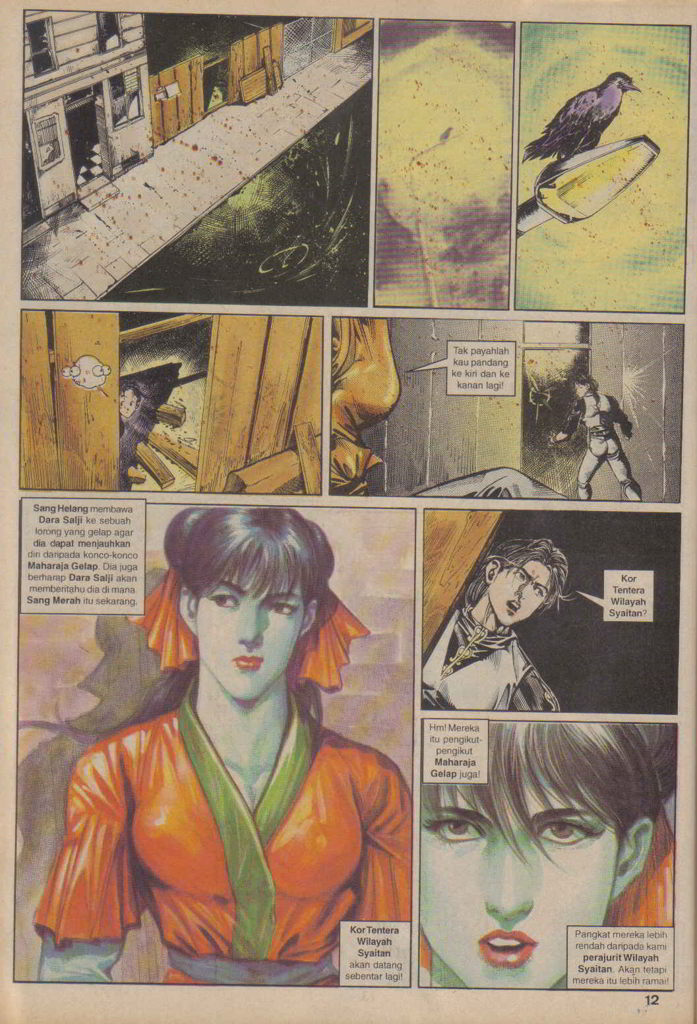 Tak payahlah
kau pandang
ke kiri dan ke
kanan lagi!
Sang Helang membawa
Dara Salji ke sebuah
lorong yang gelap agar
dia dapat menjauhkan
diri daripada konco-konco
Maharaja Gelap. Dia juga
berharap Dara Salji akan
memberitahu dia di mana
Sang Merah itu sekarang.
Kor
Tentera
Wilayah
Syaitan?
Kor Tentera
Wilayah
Syaitan
akan datang
sebentar lagi!
Hm! Mereka
itu pengikut-
pengikut
Maharaja
Gelap juga!
Pangkat mereka lebih
rendah daripada kami
perajurit Wilayah
Syaitan. Akan tetapi
mereka itu lebih ramai!
12